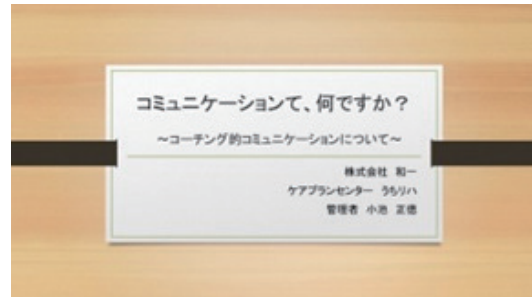 コミュニケーションて、何ですか？
～コーチング的コミュニケーションについて～
株式会社　和一
ケアプランセンター　うちリハ
管理者　小池　正徳